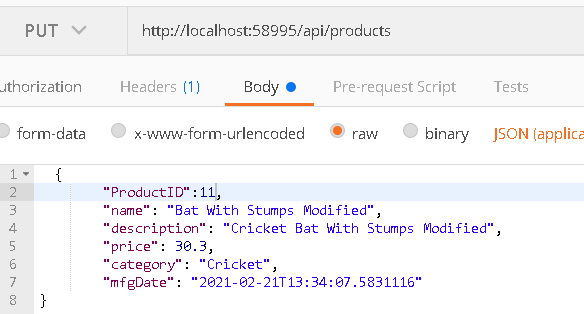 PUT http://localhost:58995/api/products
uthorization Headers (1) Body Pre-request Script Tests
form-data x-www-form-urlencoded raw binary JSON (applica
1 {
2 "ProductID":11,
3 "name": "Bat With Stumps Modified",
4 "description": "Cricket Bat With Stumps Modified",
5 "price": 30.3,
6 "category": "Cricket",
7 "mfgDate": "2021-02-21T13:34:07.5831116"
8 }